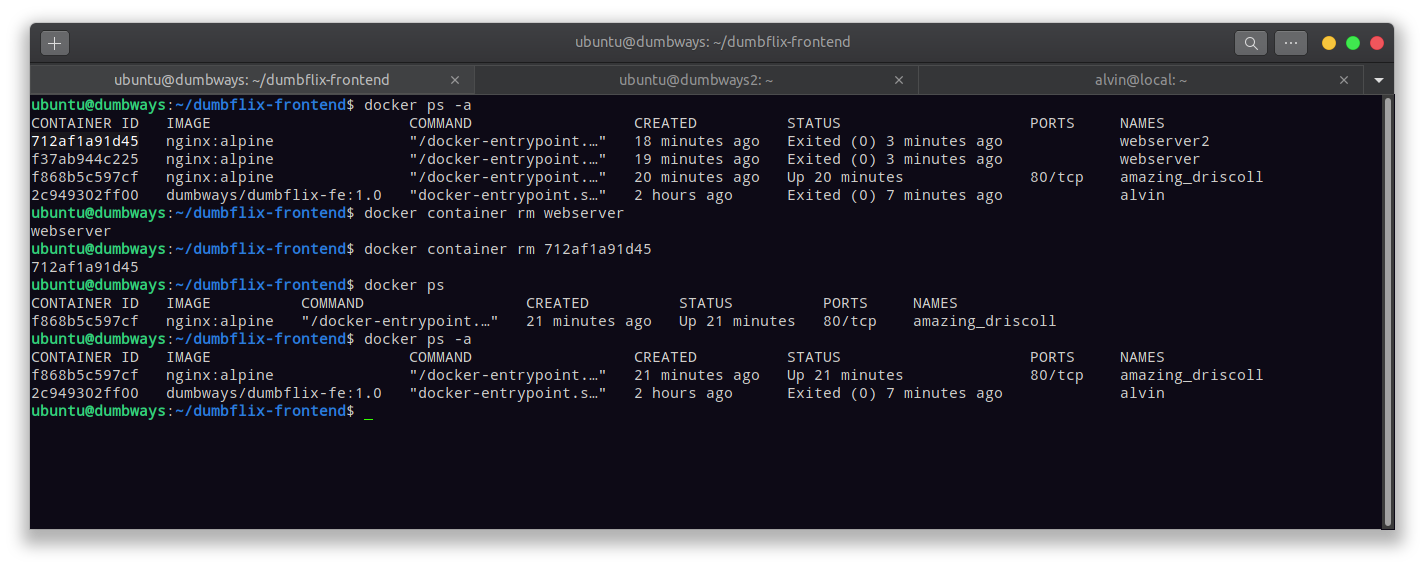 ubuntu@dumbways: ~/dumbflix-frontend
ubuntu@dumbways: ~/dumbflix-frontend × ubuntu@dumbways2: ~ × alvin@local: ~ ×
ubuntu@dumbways:~/dumbflix-frontend$ docker ps -a
CONTAINER ID   IMAGE                      COMMAND                  CREATED          STATUS                     PORTS     NAMES
712af1a91d45   nginx:alpine               "/docker-entrypoint.…"   18 minutes ago   Exited (0) 3 minutes ago             webserver2
f37ab944c225   nginx:alpine               "/docker-entrypoint.…"   19 minutes ago   Exited (0) 3 minutes ago             webserver
f868b5c597cf   nginx:alpine               "/docker-entrypoint.…"   20 minutes ago   Up 20 minutes              80/tcp    amazing_driscoll
2c949302ff00   dumbways/dumbflix-fe:1.0   "docker-entrypoint.s…"   2 hours ago      Exited (0) 7 minutes ago             alvin
ubuntu@dumbways:~/dumbflix-frontend$ docker container rm webserver
webserver
ubuntu@dumbways:~/dumbflix-frontend$ docker container rm 712af1a91d45
712af1a91d45
ubuntu@dumbways:~/dumbflix-frontend$ docker ps
CONTAINER ID   IMAGE          COMMAND                  CREATED          STATUS          PORTS     NAMES
f868b5c597cf   nginx:alpine   "/docker-entrypoint.…"   21 minutes ago   Up 21 minutes   80/tcp    amazing_driscoll
ubuntu@dumbways:~/dumbflix-frontend$ docker ps -a
CONTAINER ID   IMAGE                      COMMAND                  CREATED          STATUS                     PORTS     NAMES
f868b5c597cf   nginx:alpine               "/docker-entrypoint.…"   21 minutes ago   Up 21 minutes              80/tcp    amazing_driscoll
2c949302ff00   dumbways/dumbflix-fe:1.0   "docker-entrypoint.s…"   2 hours ago      Exited (0) 7 minutes ago             alvin
ubuntu@dumbways:~/dumbflix-frontend$ _